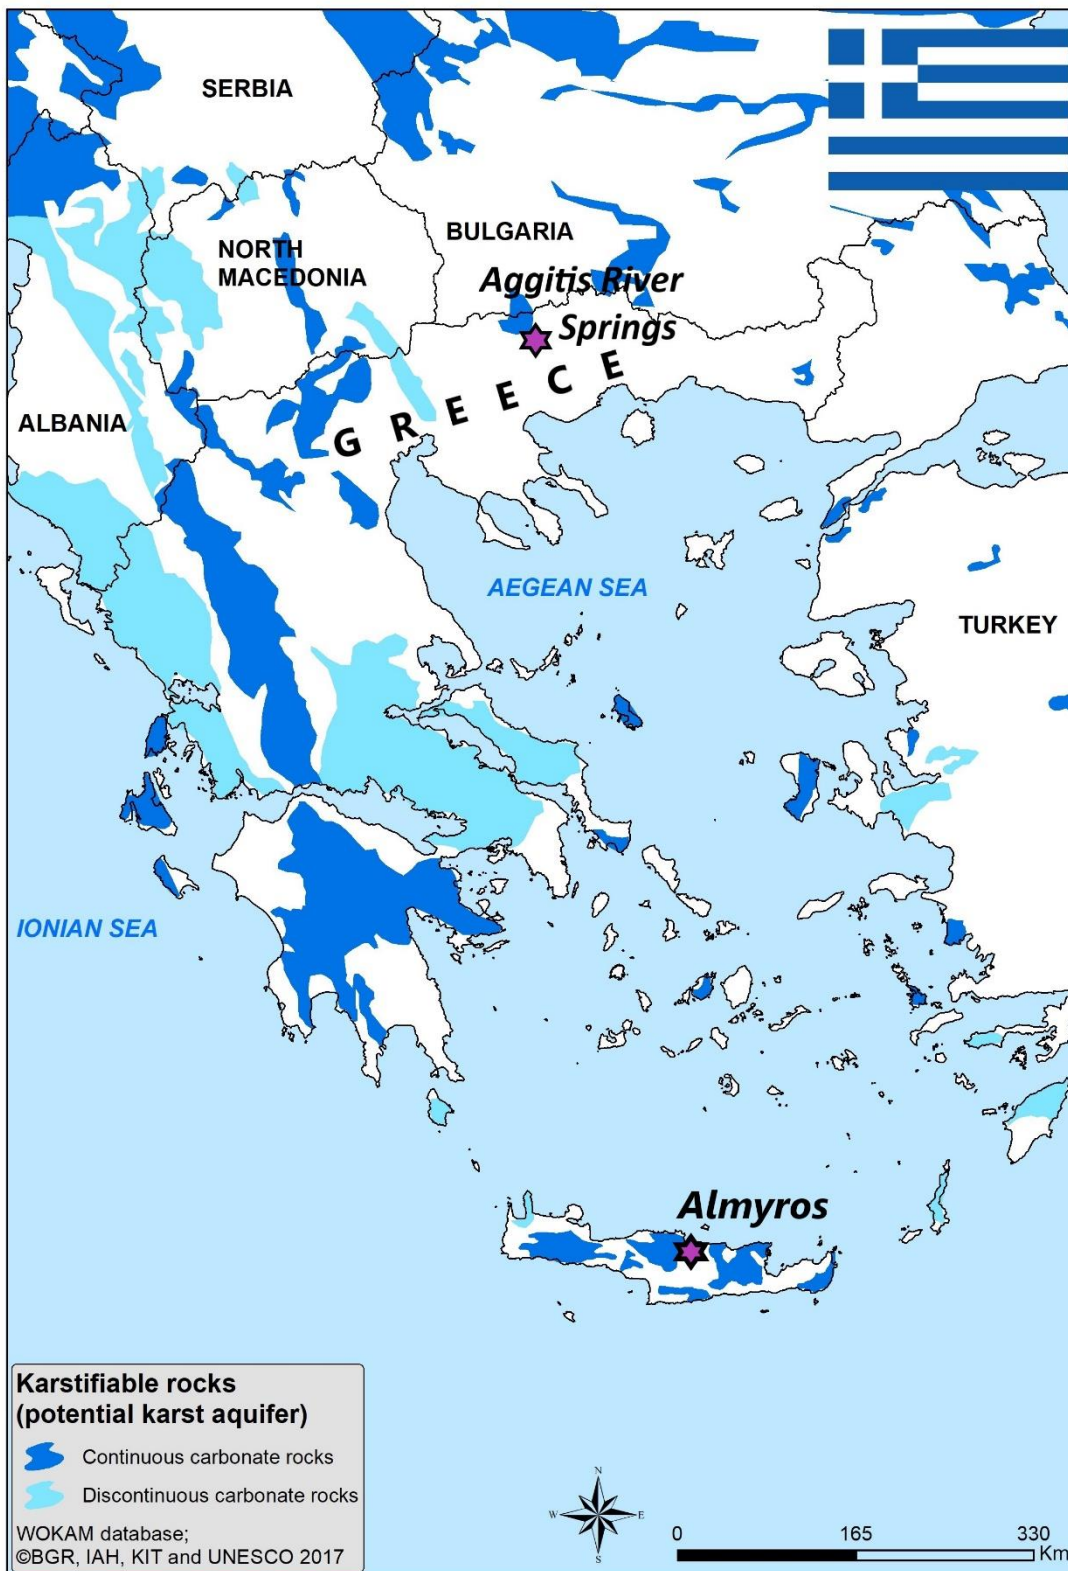 SERBIA
NORTH
MACEDONIA
BULGARIA
Aggitis River
Springs
ALBANIA
GREECE
AEGEAN SEA
TURKEY
IONIAN SEA
Almyros
Karstifiable rocks
(potential karst aquifer)
Continuous carbonate rocks
Discontinuous carbonate rocks
WOKAM database;
©BGR, IAH, KIT and UNESCO 2017
N
W E
S
0 165 330
Km